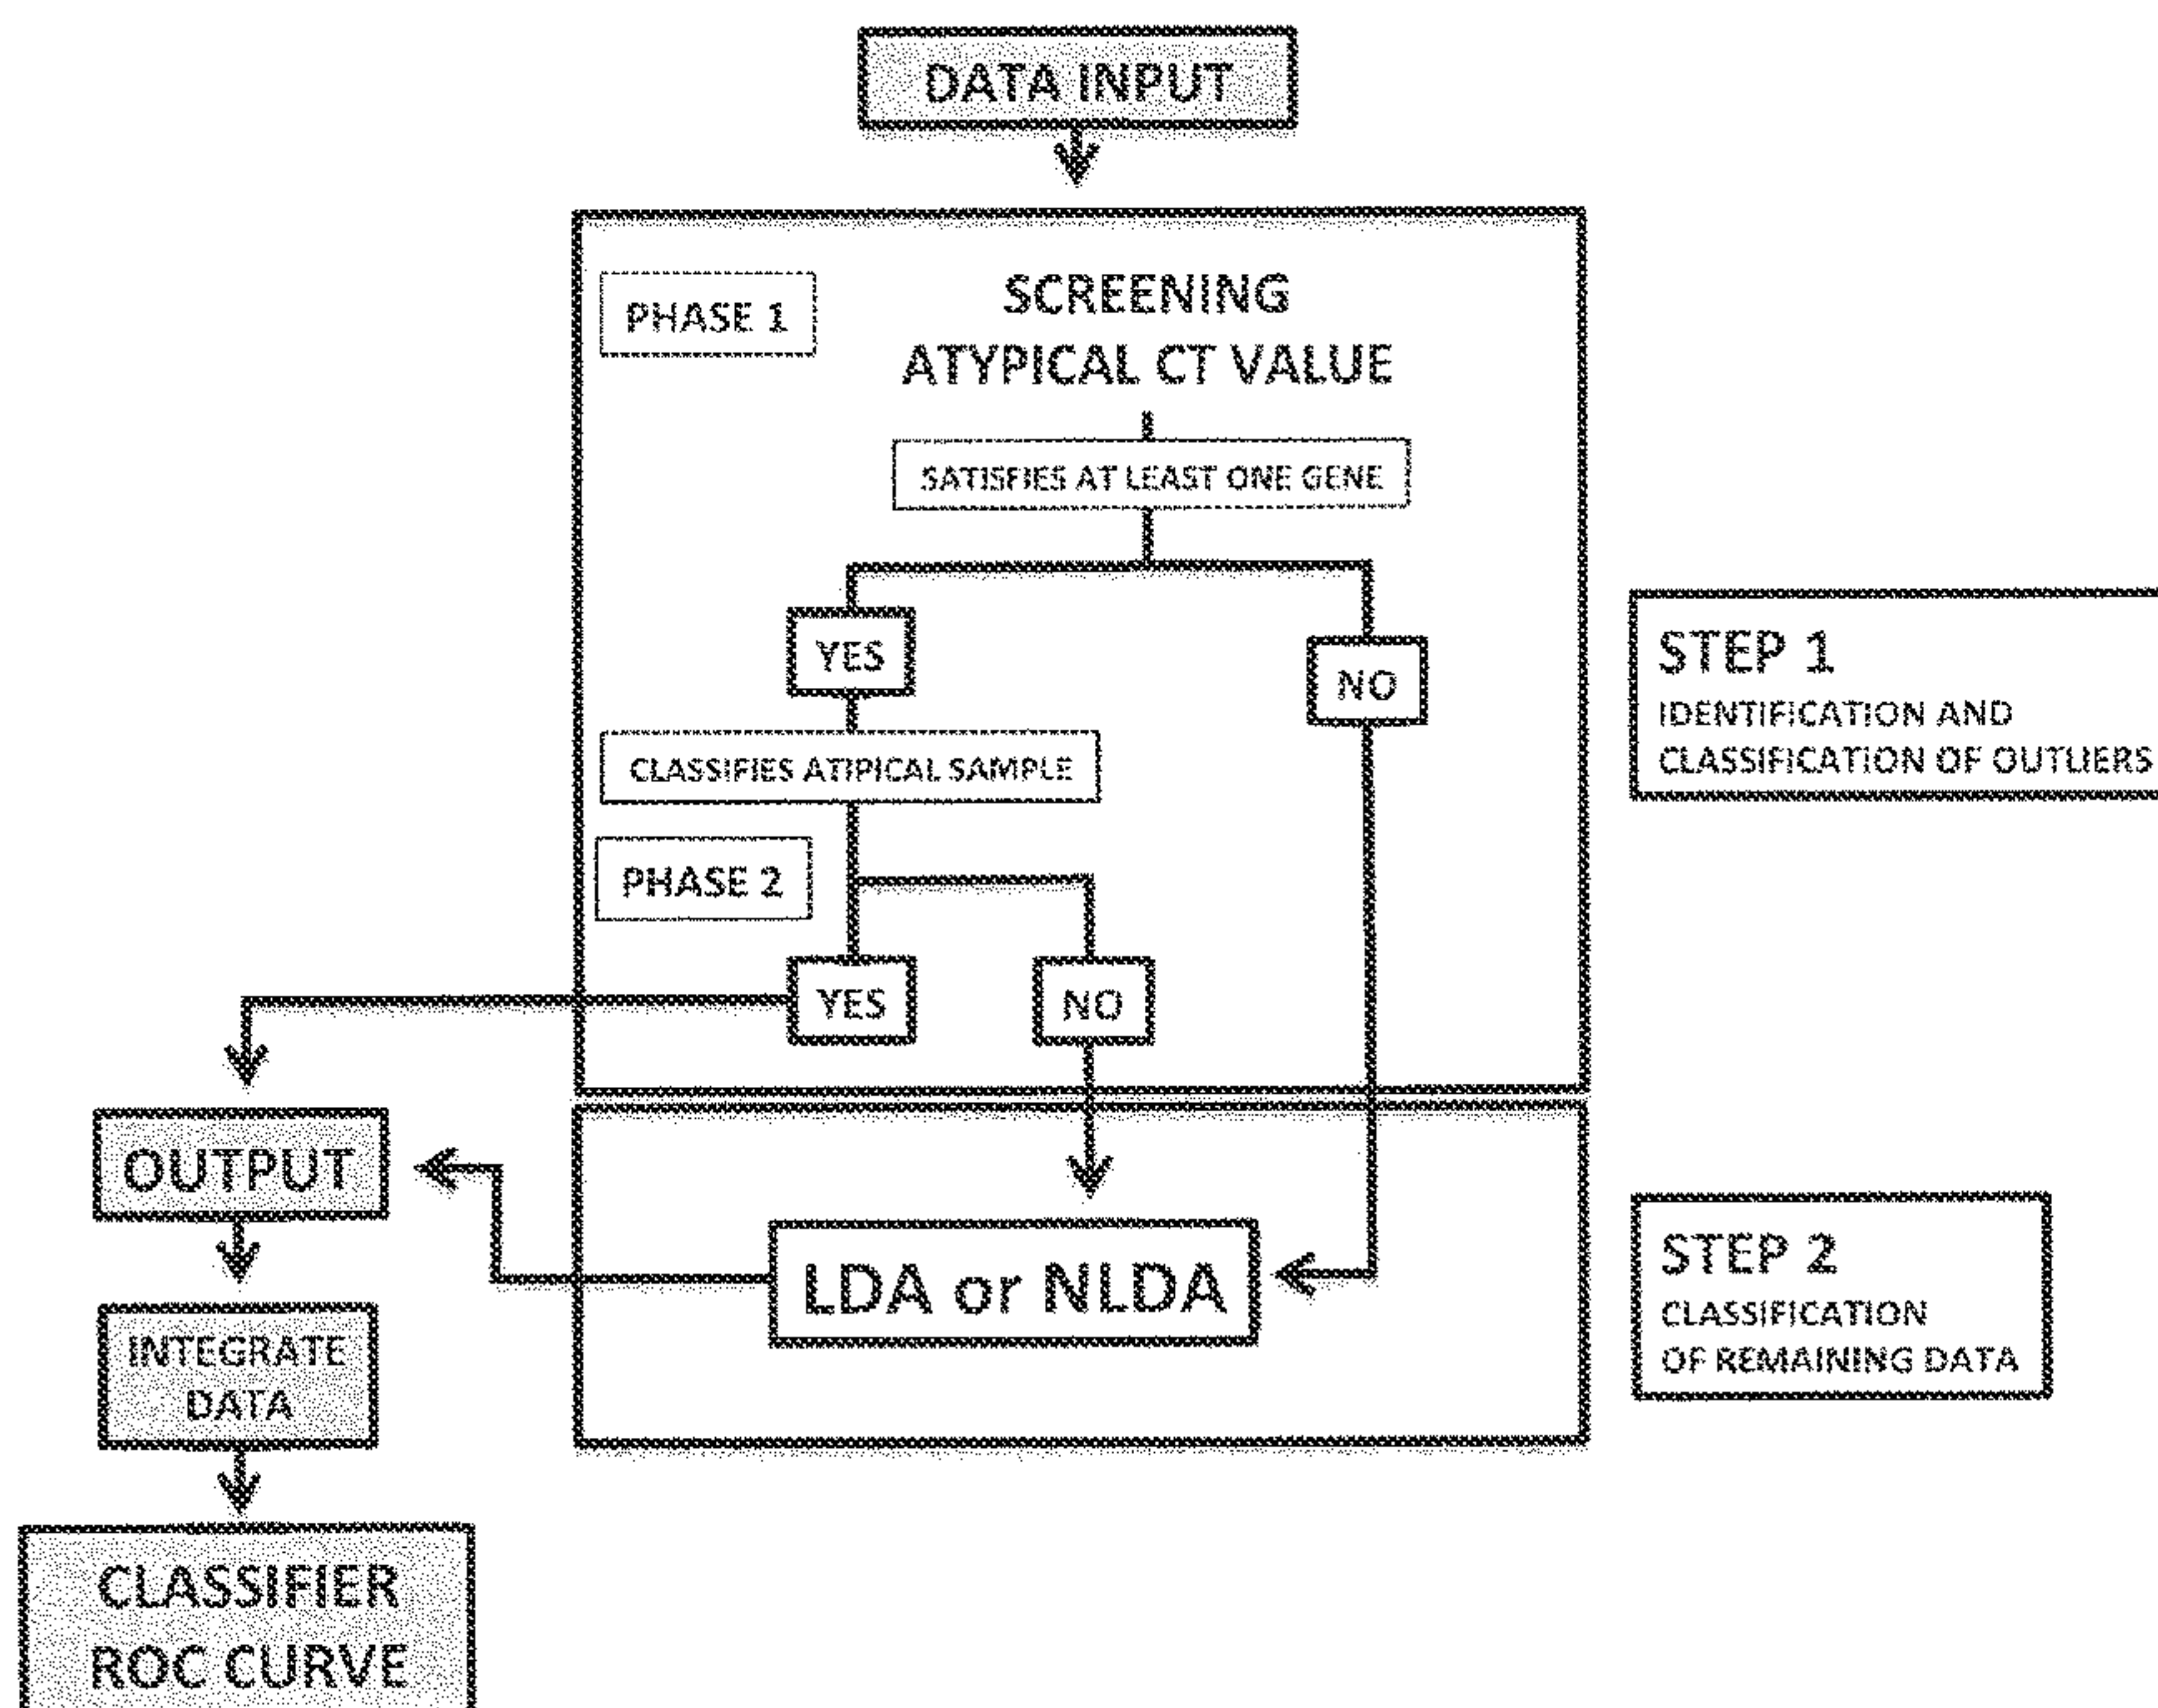 DATA INPUT
PHASE 1
SCREENING
ATYPICAL CT VALUE
SATISFIES AT LEAST ONE GENE
YES
NO
CLASSIFIES ATIPICAL SAMPLE
PHASE 2
YES
NO
STEP 1
IDENTIFICATION AND
CLASSIFICATION OF OUTLIERS
OUTPUT
LDA or NLDA
STEP 2
CLASSIFICATION
OF REMAINING DATA
INTEGRATE
DATA
CLASSIFIER
ROC CURVE